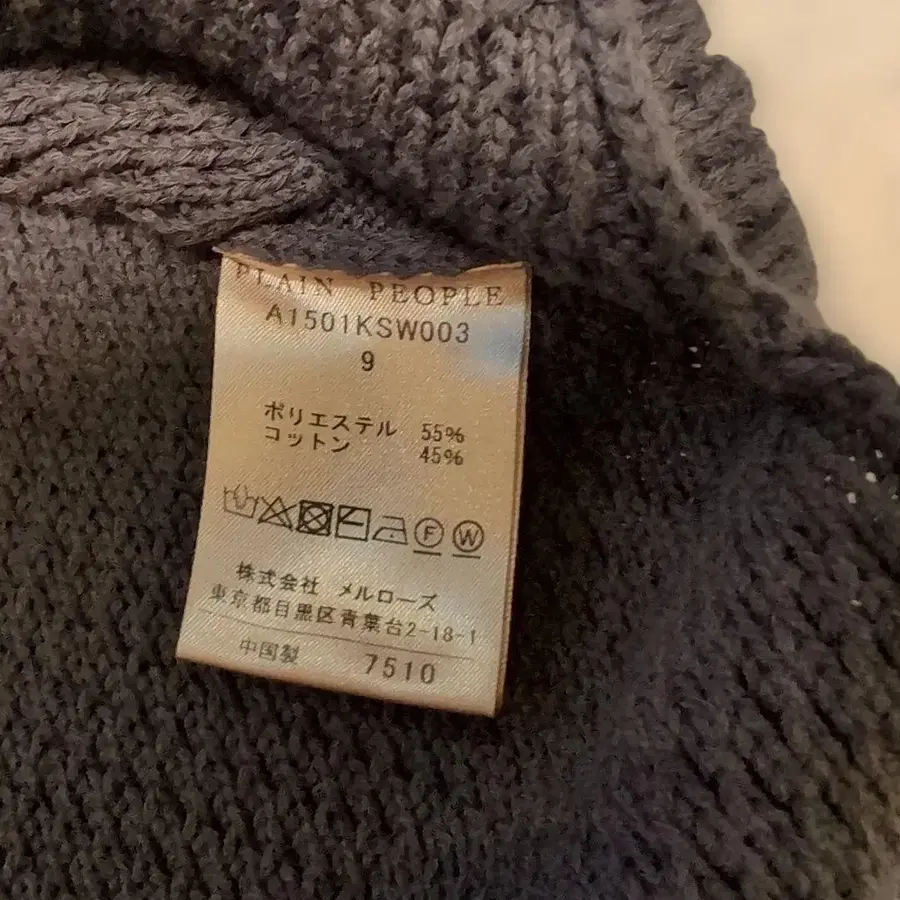 PLAIN PEOPLE
A1501KSW003
9
ポリエステル 55%
コットン 45%
F W
株式会社 メルローズ
東京都目黒区青葉台2-18-1
中国製 7510